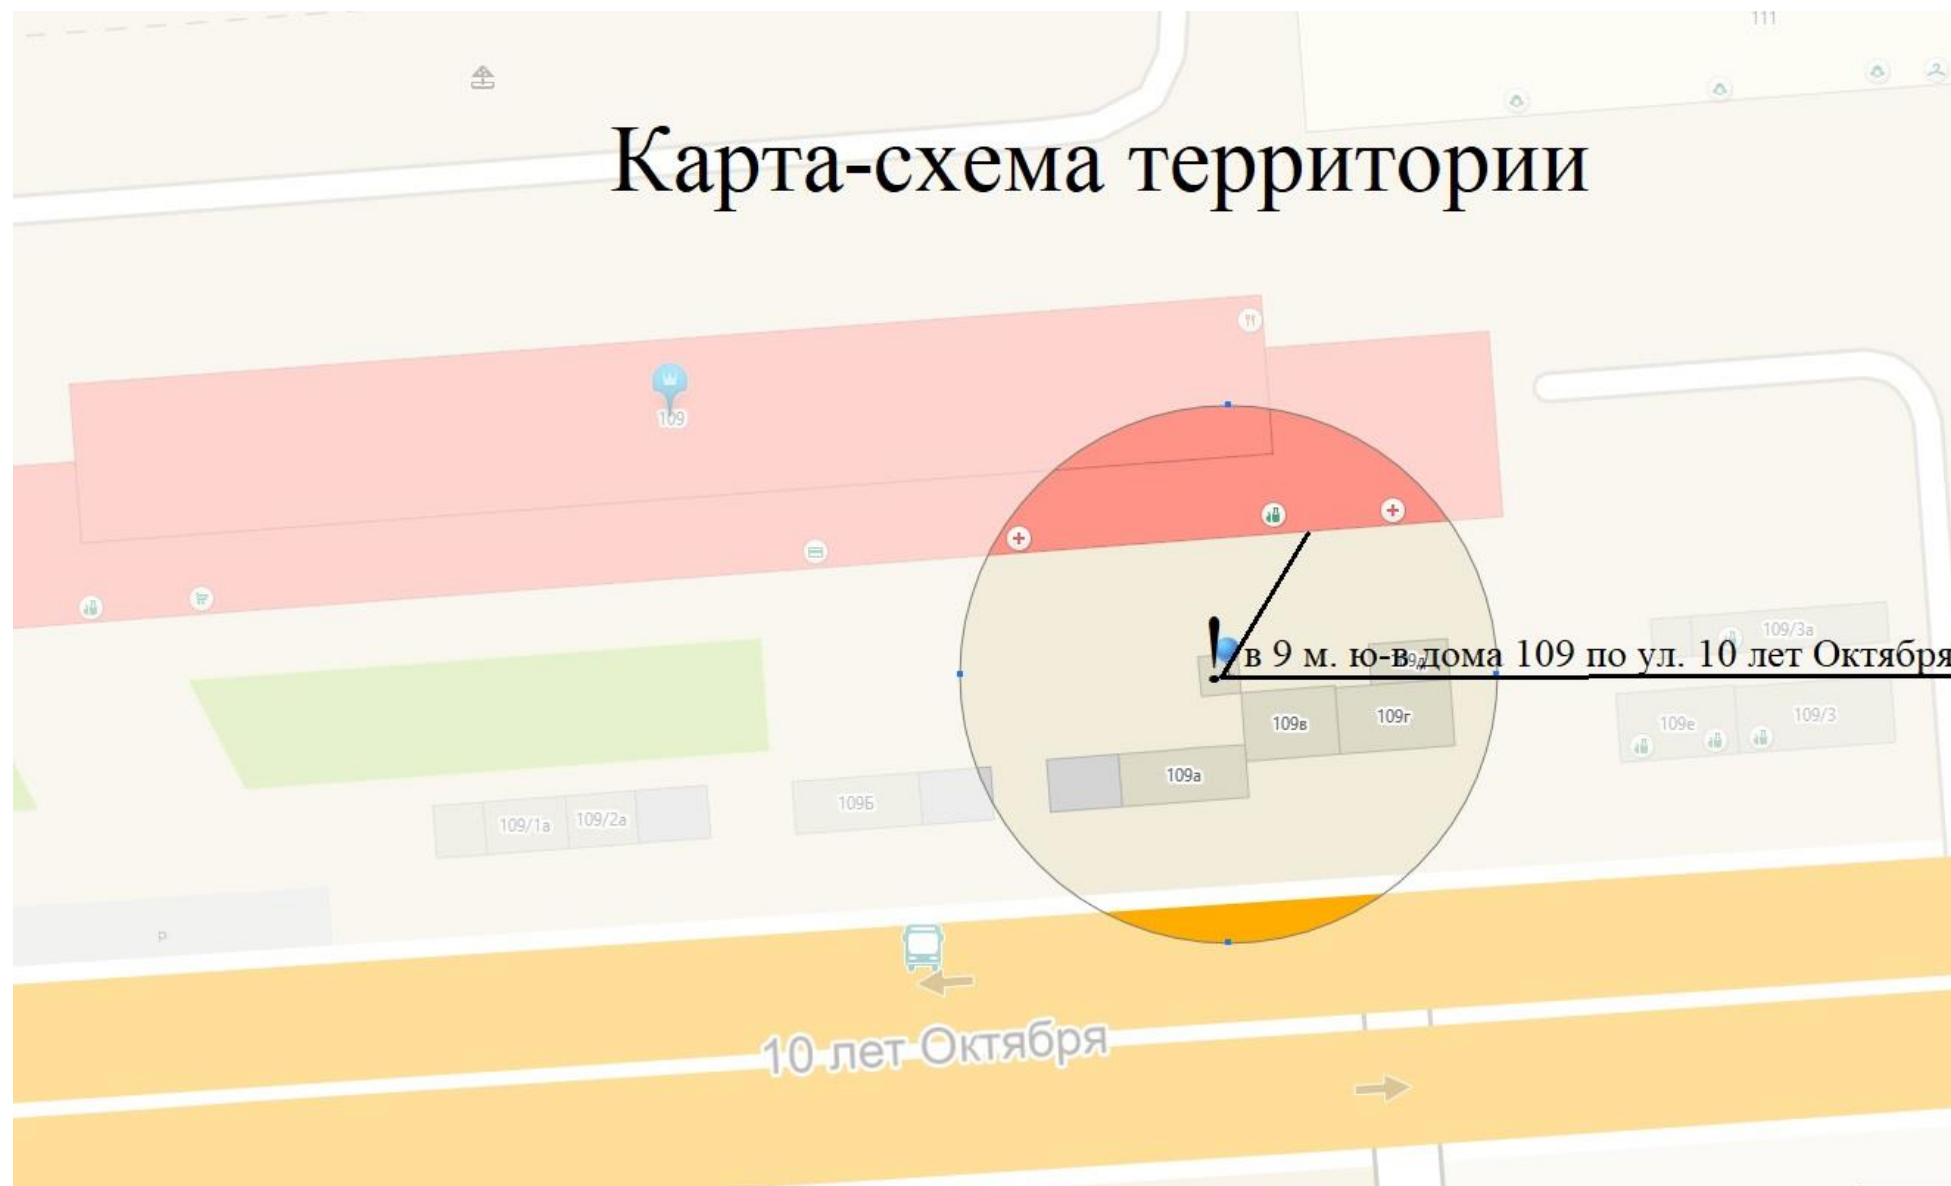 111
Карта-схема территории
109
!
109/3а
в 9 м. ю-в дома 109 по ул. 10 лет Октября
109д
109в
109г
109е
109/3
109а
109Б
109/1а
109/2а
P
10 лет Октября